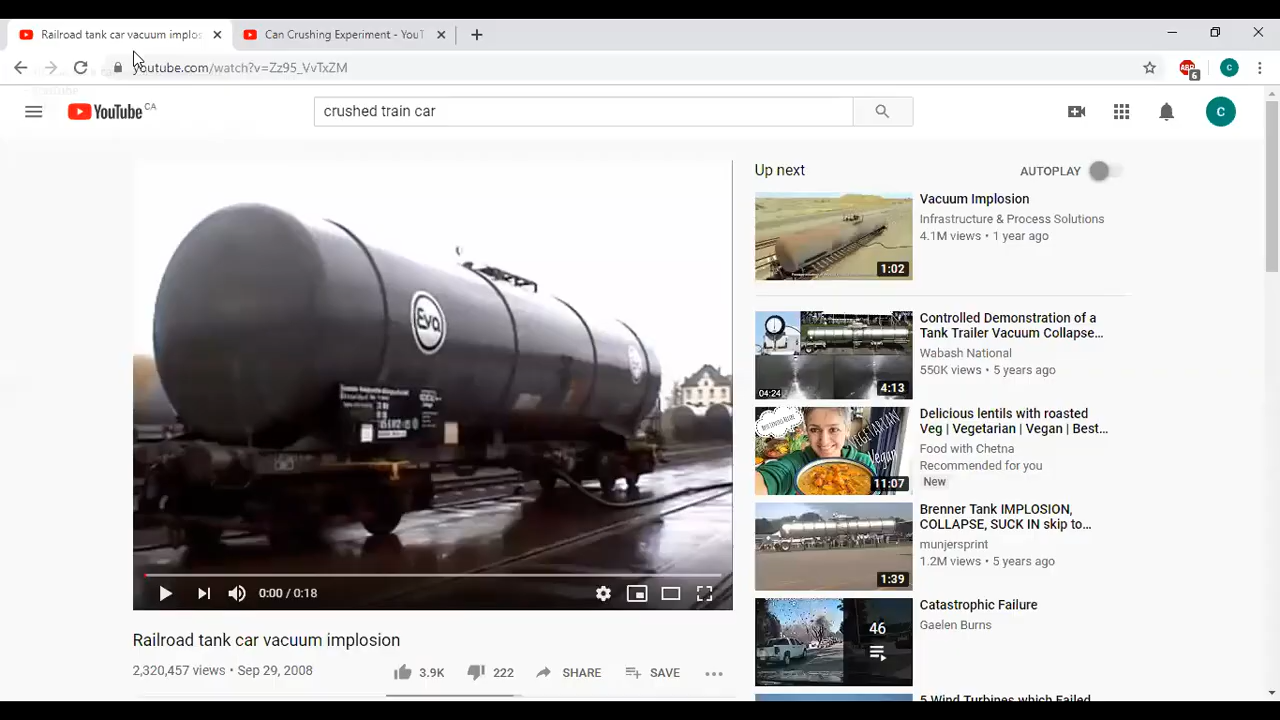 Railroad tank car vacuum implos
Can Crushing Experiment - YouT
youtube.com/watch?v=Zz95_VvTxZM
6
C
YouTube CA
crushed train car
C
Up next
AUTOPLAY
Vacuum Implosion
Infrastructure & Process Solutions
4.1M views • 1 year ago
1:02
Controlled Demonstration of a
Tank Trailer Vacuum Collapse...
Wabash National
550K views • 5 years ago
04:24
4:13
Delicious lentils with roasted
Veg | Vegetarian | Vegan | Best...
Food with Chetna
Recommended for you
New
VEGETARIAN
Vegan
11:07
Brenner Tank IMPLOSION,
COLLAPSE, SUCK IN skip to...
munjersprint
1.2M views • 5 years ago
1:39
Catastrophic Failure
Gaelen Burns
46
5 Wind Turbines which Failed
Eva
0:00 / 0:18
Railroad tank car vacuum implosion
2,320,457 views • Sep 29, 2008
3.9K
222
SHARE
SAVE